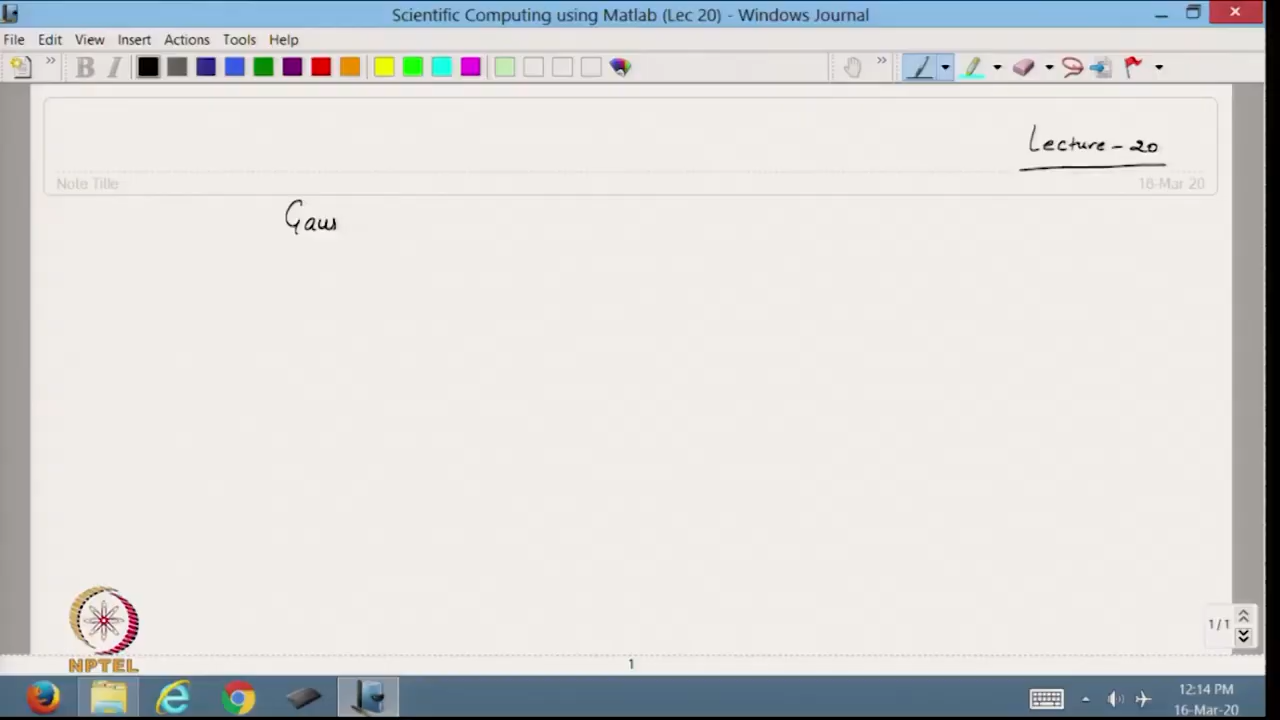 Scientific Computing using Matlab (Lec 20) - Windows Journal
File Edit View Insert Actions Tools Help
B I
Lecture - 20
Note Title
16-Mar 20
Gaus
1/1
NPTEL
1
12:14 PM
16-Mar-20